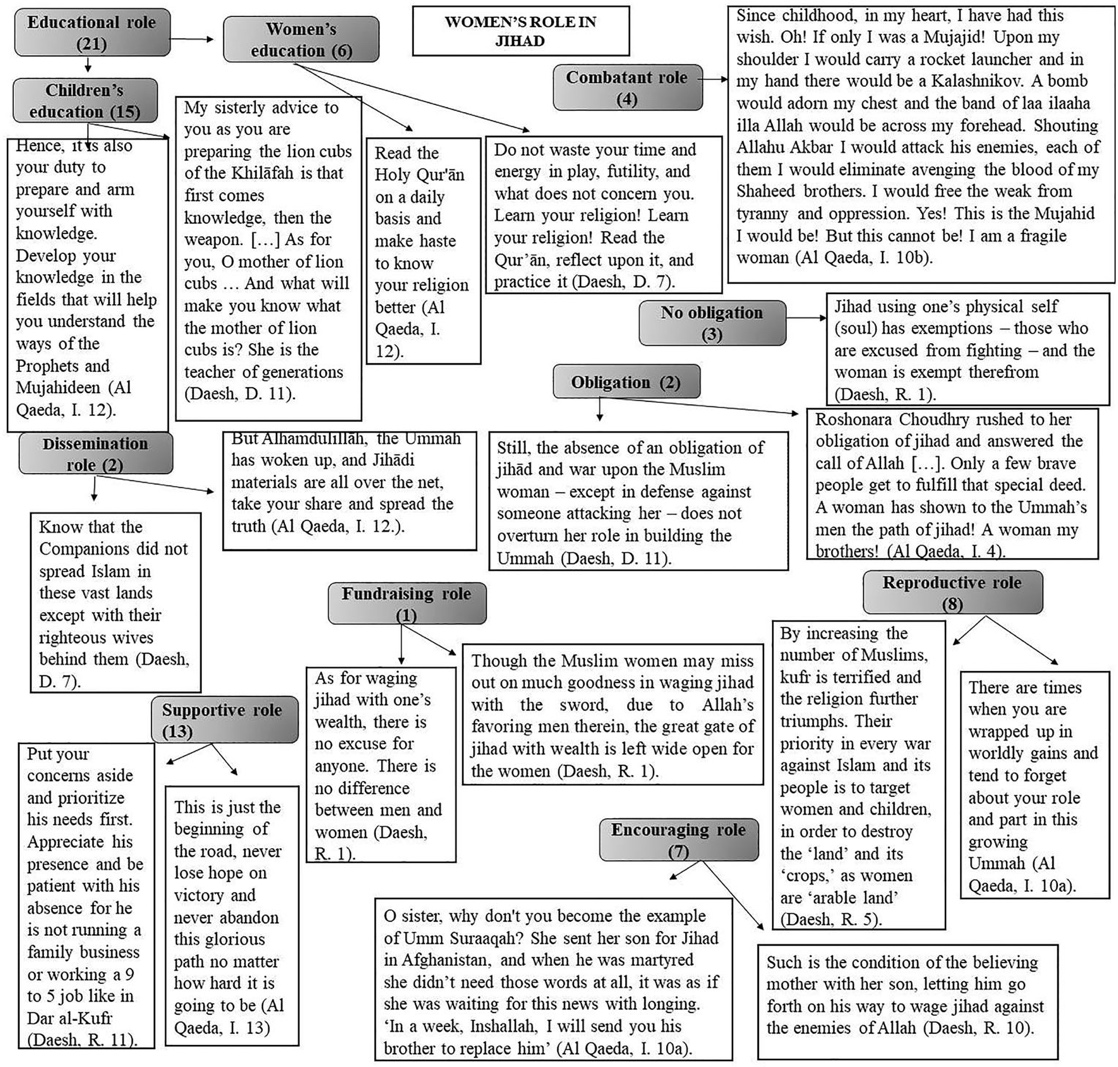 WOMEN'S ROLE IN
JIHAD
Educational role
(21)
Women's
education (6)
Children's
education (15)
Hence, it is also
your duty to
prepare and arm
yourself with
knowledge.
Develop your
knowledge in the
fields that will help
you understand the
ways of the
Prophets and
Mujahideen (Al
Qaeda, I. 12).
My sisterly advice to
you as you are
preparing the lion cubs
of the Khilāfah is that
first comes
knowledge, then the
weapon. […] As for
you, O mother of lion
cubs … And what will
make you know what
the mother of lion
cubs is? She is the
teacher of generations
(Daesh, D. 11).
Read the
Holy Qur'ān
on a daily
basis and
make haste
to know
your religion
better (Al
Qaeda, I.
12).
Do not waste your time and
energy in play, futility, and
what does not concern you.
Learn your religion! Learn
your religion! Read the
Qur'ān, reflect upon it, and
practice it (Daesh, D. 7).
Combatant role
(4)
Since childhood, in my heart, I have had this
wish. Oh! If only I was a Mujajid! Upon my
shoulder I would carry a rocket launcher and in
my hand there would be a Kalashnikov. A bomb
would adorn my chest and the band of laa ilaaha
illa Allah would be across my forehead. Shouting
Allahu Akbar I would attack his enemies, each of
them I would eliminate avenging the blood of my
Shaheed brothers. I would free the weak from
tyranny and oppression. Yes! This is the Mujahid
I would be! But this cannot be! I am a fragile
woman (Al Qaeda, I. 10b).
No obligation
(3)
Jihad using one's physical self
(soul) has exemptions – those who
are excused from fighting – and the
woman is exempt therefrom
(Daesh, R. 1).
Obligation (2)
Still, the absence of an obligation of
jihād and war upon the Muslim
woman – except in defense against
someone attacking her – does not
overturn her role in building the
Ummah (Daesh, D. 11).
Roshonara Choudhry rushed to her
obligation of jihad and answered the
call of Allah […]. Only a few brave
people get to fulfill that special deed.
A woman has shown to the Ummah's
men the path of jihad! A woman my
brothers! (Al Qaeda, I. 4).
Dissemination
role (2)
But Alhamdulillāh, the Ummah
has woken up, and Jihādi
materials are all over the net,
take your share and spread the
truth (Al Qaeda, I. 12.).
Know that the
Companions did not
spread Islam in
these vast lands
except with their
righteous wives
behind them (Daesh,
D. 7).
Fundraising role
(1)
As for waging
jihad with one's
wealth, there is
no excuse for
anyone. There is
no difference
between men and
women (Daesh,
R. 1).
Though the Muslim women may miss
out on much goodness in waging jihad
with the sword, due to Allah's
favoring men therein, the great gate of
jihad with wealth is left wide open for
the women (Daesh, R. 1).
Reproductive role
(8)
By increasing the
number of Muslims,
kufr is terrified and
the religion further
triumphs. Their
priority in every war
against Islam and its
people is to target
women and children,
in order to destroy
the 'land' and its
'crops,' as women
are 'arable land'
(Daesh, R. 5).
There are times
when you are
wrapped up in
worldly gains and
tend to forget
about your role
and part in this
growing
Ummah (Al
Qaeda, I. 10a).
Supportive role
(13)
Put your
concerns aside
and prioritize
his needs first.
Appreciate his
presence and be
patient with his
absence for he
is not running a
family business
or working a 9
to 5 job like in
Dar al-Kufr
(Daesh, R. 11).
This is just the
beginning of
the road, never
lose hope on
victory and
never abandon
this glorious
path no matter
how hard it is
going to be (Al
Qaeda, I. 13)
Encouraging role
(7)
O sister, why don't you become the example
of Umm Suraaqah? She sent her son for Jihad
in Afghanistan, and when he was martyred
she didn't need those words at all, it was as if
she was waiting for this news with longing.
'In a week, Inshallah, I will send you his
brother to replace him' (Al Qaeda, I. 10a).
Such is the condition of the believing
mother with her son, letting him go
forth on his way to wage jihad against
the enemies of Allah (Daesh, R. 10).